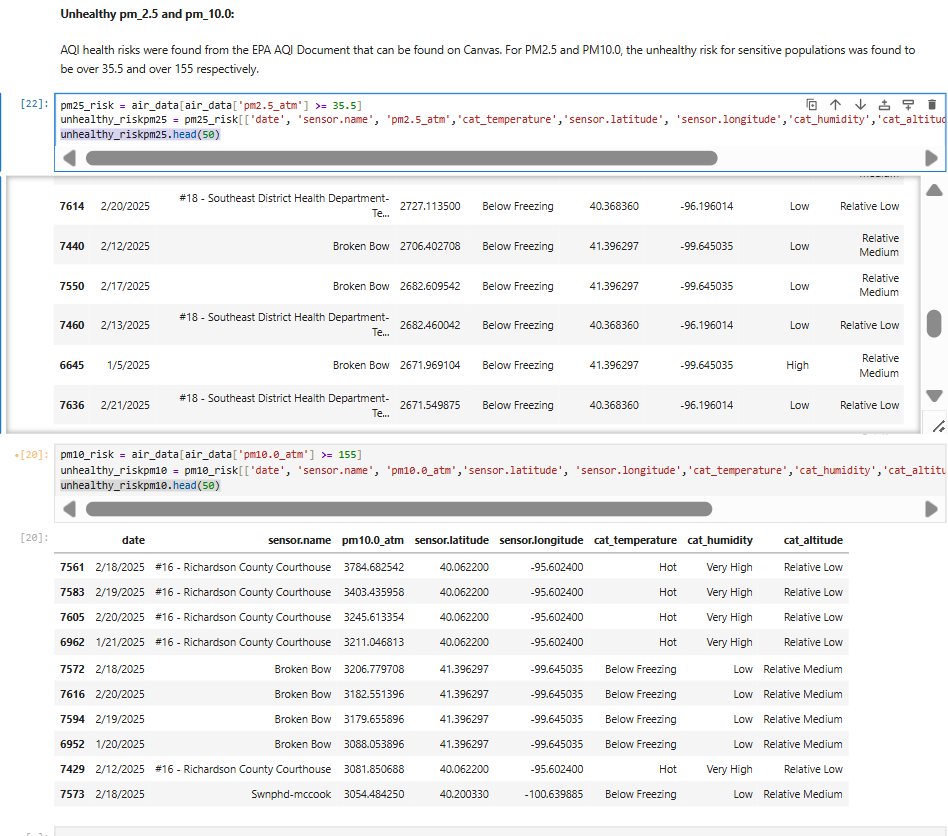 Unhealthy pm_2.5 and pm_10.0:
AQI health risks were found from the EPA AQI Document that can be found on Canvas. For PM2.5 and PM10.0, the unhealthy risk for sensitive populations was found to
be over 35.5 and over 155 respectively.
[22]: pm25_risk = air_data[air_data['pm2.5_atm'] >= 35.5]
unhealthy_riskpm25 = pm25_risk[['date', 'sensor.name', 'pm2.5_atm','cat_temperature','sensor.latitude', 'sensor.longitude','cat_humidity','cat_altitud
unhealthy_riskpm25.head(50)
7614 2/20/2025 #18 - Southeast District Health Department- Te... 2727.113500 Below Freezing 40.368360 -96.196014 Low Relative Low
7440 2/12/2025 Broken Bow 2706.402708 Below Freezing 41.396297 -99.645035 Low Relative Medium
7550 2/17/2025 Broken Bow 2682.609542 Below Freezing 41.396297 -99.645035 Low Relative Medium
7460 2/13/2025 #18 - Southeast District Health Department- Te... 2682.460042 Below Freezing 40.368360 -96.196014 Low Relative Low
6645 1/5/2025 Broken Bow 2671.969104 Below Freezing 41.396297 -99.645035 High Relative Medium
7636 2/21/2025 #18 - Southeast District Health Department- Te... 2671.549875 Below Freezing 40.368360 -96.196014 Low Relative Low
[20]: pm10_risk = air_data[air_data['pm10.0_atm'] >= 155]
unhealthy_riskpm10 = pm10_risk[['date', 'sensor.name', 'pm10.0_atm','sensor.latitude', 'sensor.longitude','cat_temperature','cat_humidity','cat_altitu
unhealthy_riskpm10.head(50)
[20]: date sensor.name pm10.0_atm sensor.latitude sensor.longitude cat_temperature cat_humidity cat_altitude
7561 2/18/2025 #16 - Richardson County Courthouse 3784.682542 40.062200 -95.602400 Hot Very High Relative Low
7583 2/19/2025 #16 - Richardson County Courthouse 3403.435958 40.062200 -95.602400 Hot Very High Relative Low
7605 2/20/2025 #16 - Richardson County Courthouse 3245.613354 40.062200 -95.602400 Hot Very High Relative Low
6962 1/21/2025 #16 - Richardson County Courthouse 3211.046813 40.062200 -95.602400 Hot Very High Relative Low
7572 2/18/2025 Broken Bow 3206.779708 41.396297 -99.645035 Below Freezing Low Relative Medium
7616 2/20/2025 Broken Bow 3182.551396 41.396297 -99.645035 Below Freezing Low Relative Medium
7594 2/19/2025 Broken Bow 3179.655896 41.396297 -99.645035 Below Freezing Low Relative Medium
6952 1/20/2025 Broken Bow 3088.053896 41.396297 -99.645035 Below Freezing Low Relative Medium
7429 2/12/2025 #16 - Richardson County Courthouse 3081.850688 40.062200 -95.602400 Hot Very High Relative Low
7573 2/18/2025 Swnphd-mccook 3054.484250 40.200330 -100.639885 Below Freezing Low Relative Medium